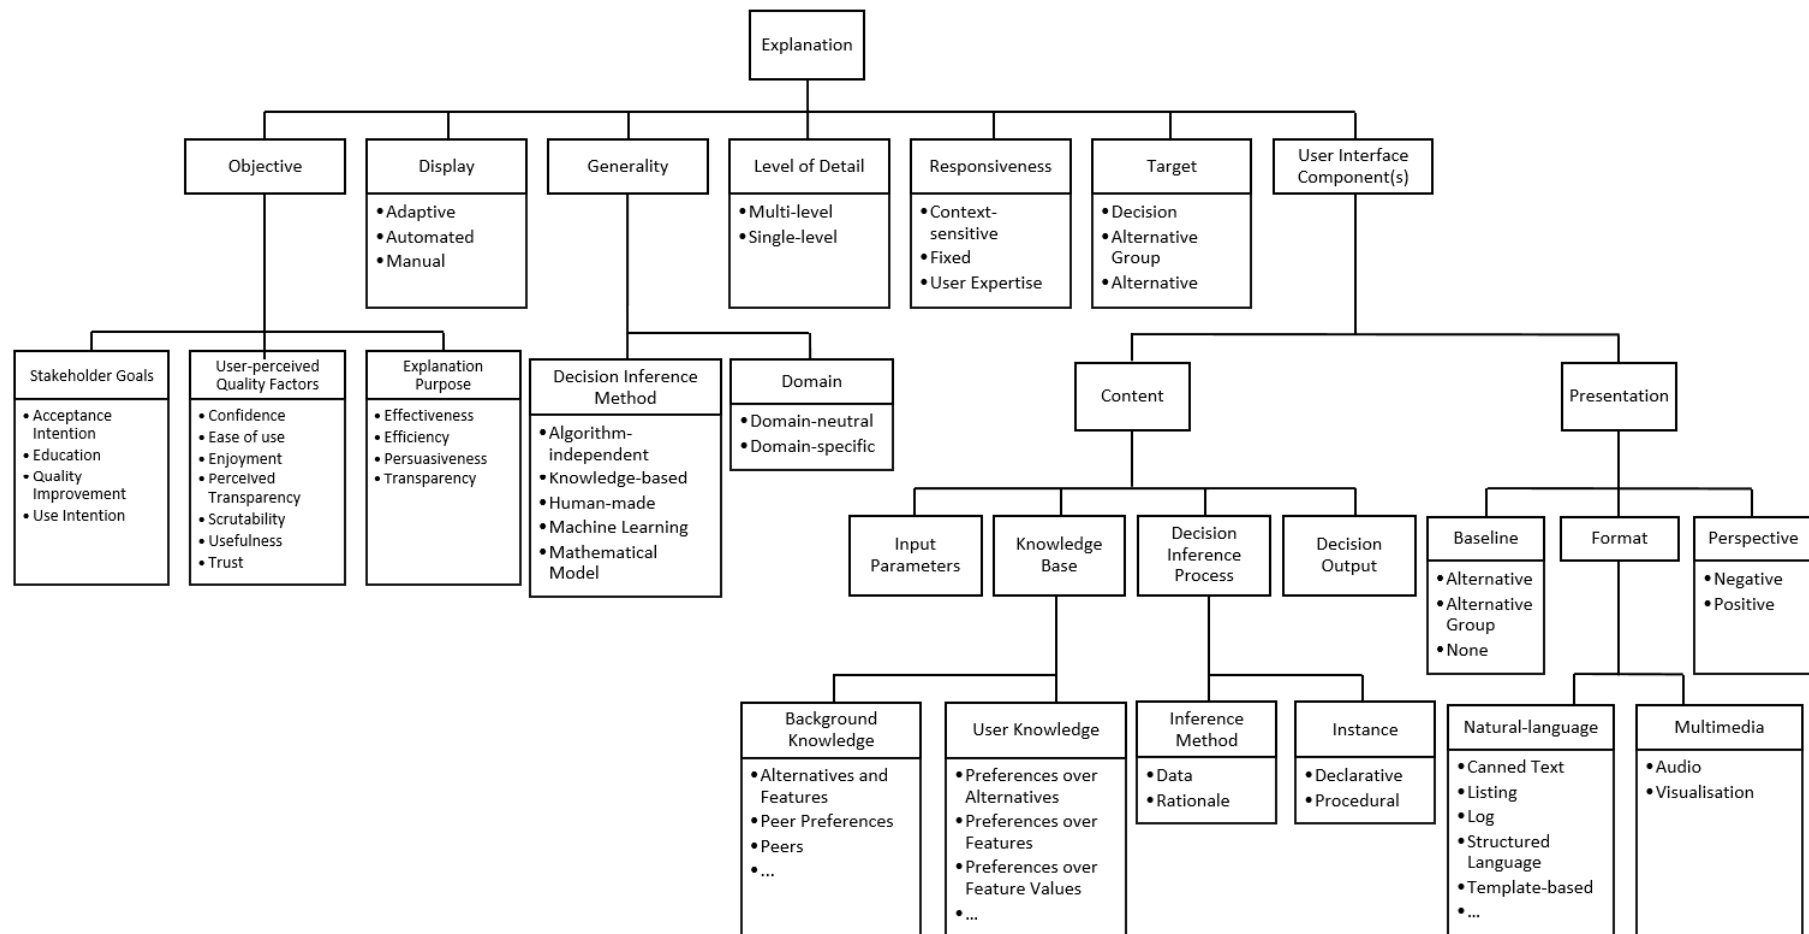 Explanation
Objective
Display
• Adaptive
• Automated
• Manual
Generality
Level of Detail
• Multi-level
• Single-level
Responsiveness
• Context-
sensitive
• Fixed
• User Expertise
Target
• Decision
• Alternative
Group
• Alternative
User Interface
Component(s)
Stakeholder Goals
• Acceptance
Intention
• Education
• Quality
Improvement
• Use Intention
User-perceived
Quality Factors
• Confidence
• Ease of use
• Enjoyment
• Perceived
Transparency
• Scrutability
• Usefulness
• Trust
Explanation
Purpose
• Effectiveness
• Efficiency
• Persuasiveness
• Transparency
Decision Inference
Method
• Algorithm-
independent
• Knowledge-based
• Human-made
• Machine Learning
• Mathematical
Model
Domain
• Domain-neutral
• Domain-specific
Content
Presentation
Input
Parameters
Knowledge
Base
Decision
Inference
Process
Decision
Output
Baseline
• Alternative
• Alternative
Group
• None
Format
Perspective
• Negative
• Positive
Background
Knowledge
• Alternatives and
Features
• Peer Preferences
• Peers
• ...
User Knowledge
• Preferences over
Alternatives
• Preferences over
Features
• Preferences over
Feature Values
• ...
Inference
Method
• Data
• Rationale
Instance
• Declarative
• Procedural
Natural-language
• Canned Text
• Listing
• Log
• Structured
Language
• Template-based
• ...
Multimedia
• Audio
• Visualisation